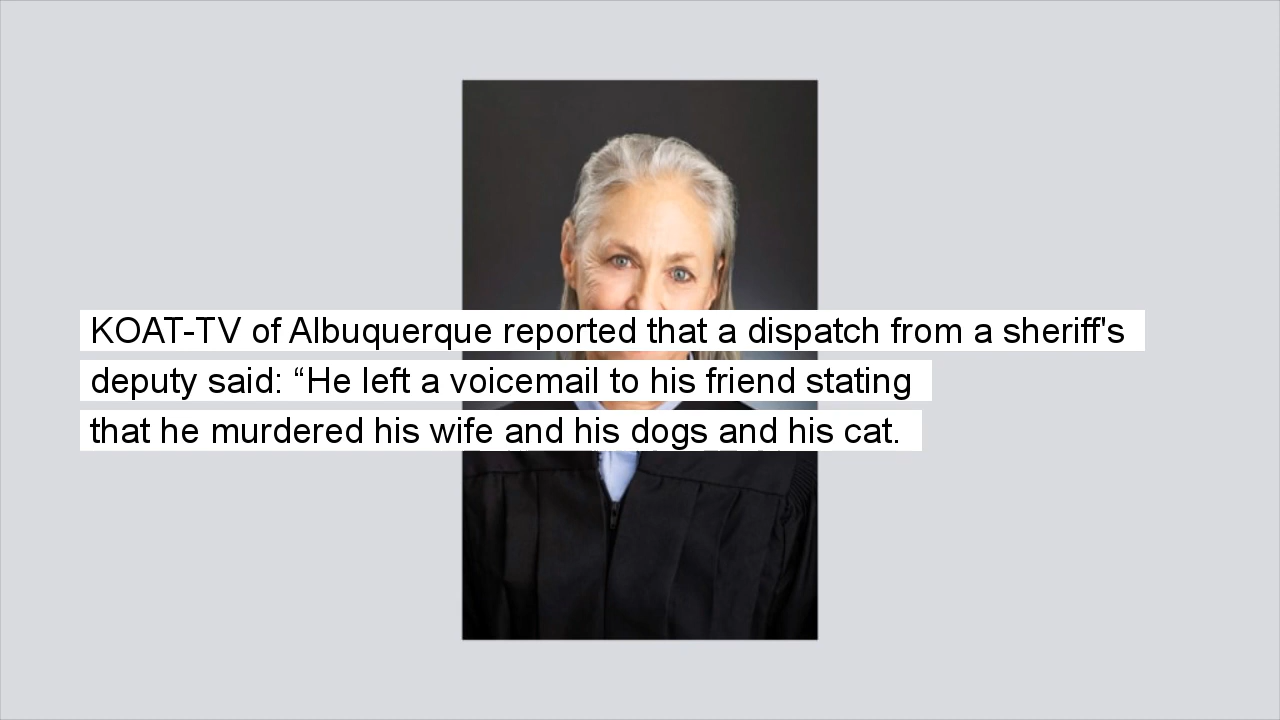 KOAT-TV of Albuquerque reported that a dispatch from a sheriff's
deputy said: “He left a voicemail to his friend stating
that he murdered his wife and his dogs and his cat.